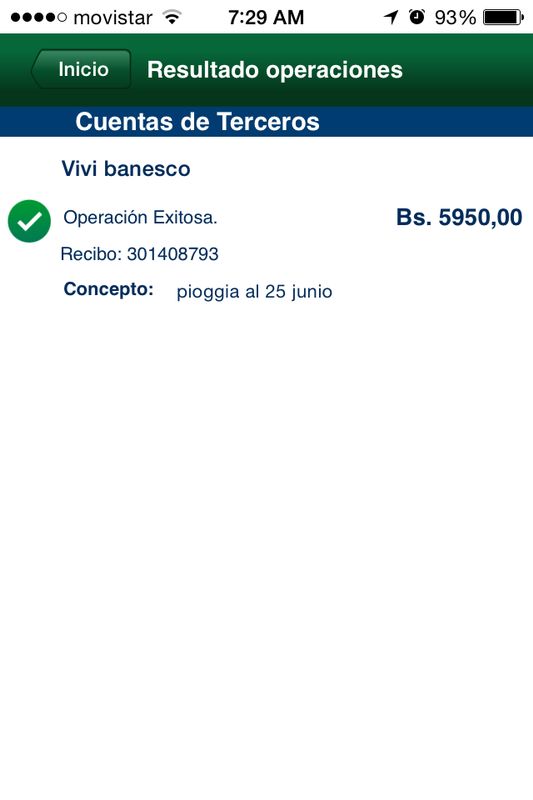 movistar 7:29 AM 93%
Inicio Resultado operaciones
Cuentas de Terceros
Vivi banesco
Operación Exitosa. Bs. 5950,00
Recibo: 301408793
Concepto: pioggia al 25 junio